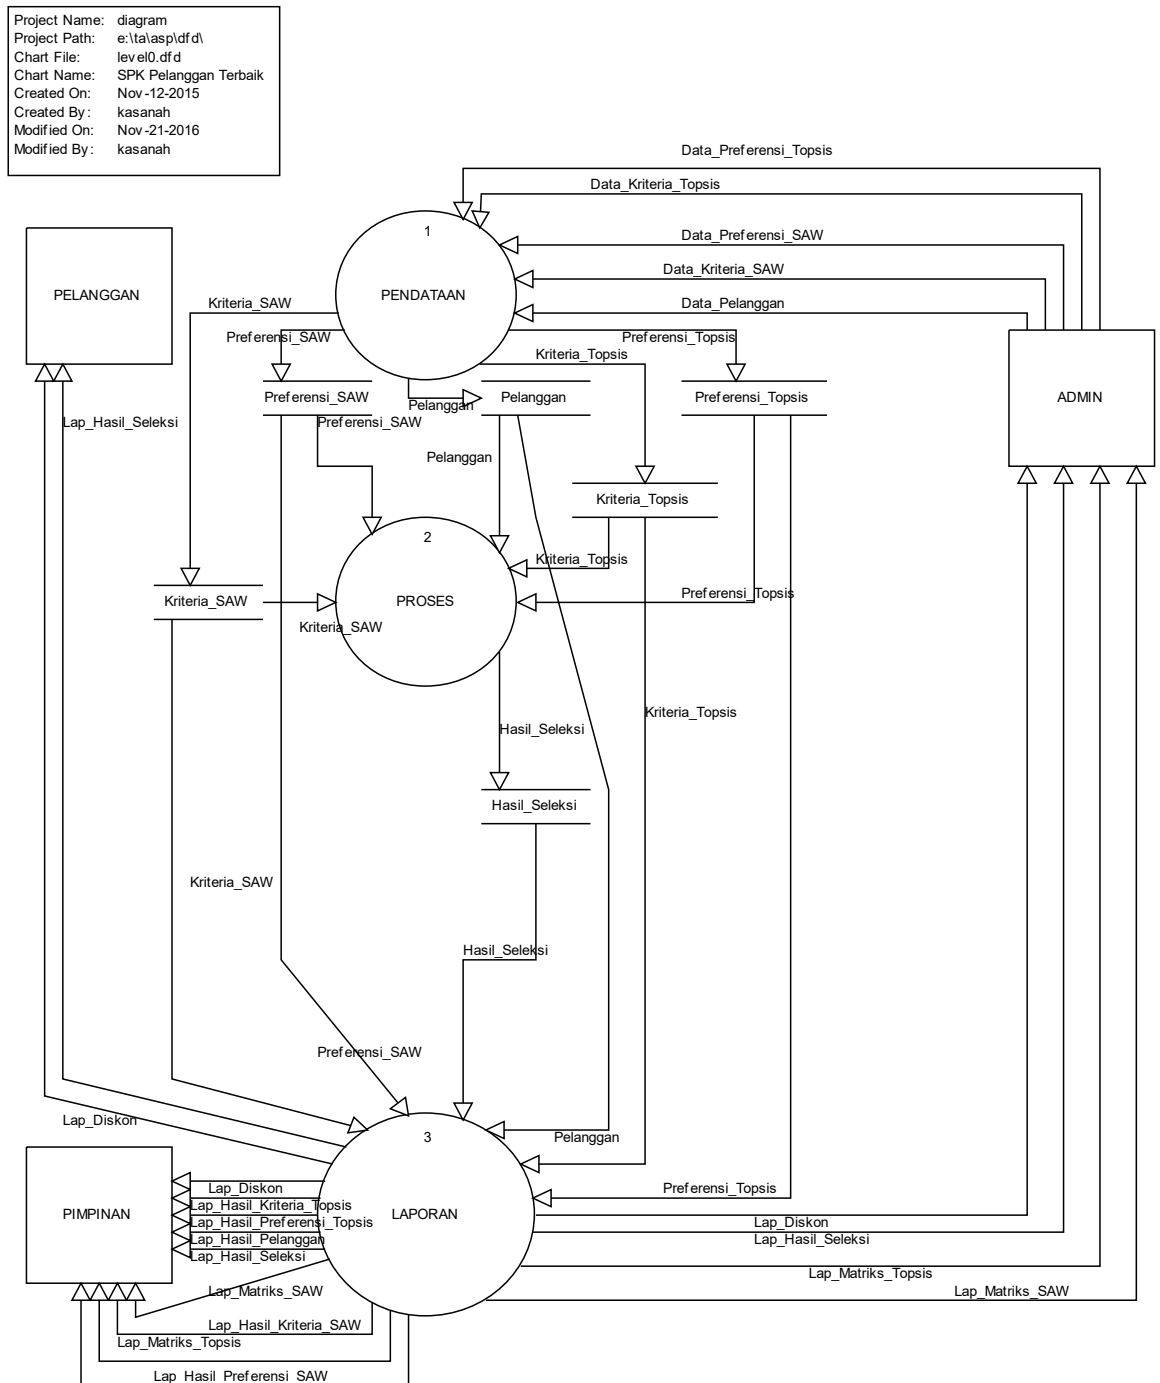 Project Name: diagram
Project Path: e:\ta\asp\dfd\
Chart File: level0.dfd
Chart Name: SPK Pelanggan Terbaik
Created On: Nov-12-2015
Created By: kasanah
Modified On: Nov-21-2016
Modified By: kasanah
Data_Preferensi_Topsis
Data_Kriteria_Topsis
1
Data_Preferensi_SAW
Data_Kriteria_SAW
PELANGGAN
PENDATAAN
Kriteria_SAW
Data_Pelanggan
Preferensi_SAW
Preferensi_Topsis
Kriteria_Topsis
Preferensi_SAW
Pelanggan
Pelanggan
Preferensi_Topsis
ADMIN
Lap_Hasil_Seleksi
Preferensi_SAW
Pelanggan
Kriteria_Topsis
2
Kriteria_Topsis
Preferensi_Topsis
Kriteria_SAW
PROSES
Kriteria_SAW
Kriteria_Topsis
Hasil_Seleksi
Hasil_Seleksi
Kriteria_SAW
Hasil_Seleksi
Preferensi_SAW
Lap_Diskon
3
Pelanggan
Lap_Diskon
Preferensi_Topsis
Lap_Hasil_Kriteria_Topsis
PIMPINAN
LAPORAN
Lap_Hasil_Preferensi_Topsis
Lap_Diskon
Lap_Hasil_Pelanggan
Lap_Hasil_Seleksi
Lap_Hasil_Seleksi
Lap_Matriks_Topsis
Lap_Matriks_SAW
Lap_Matriks_SAW
Lap_Hasil_Kriteria_SAW
Lap_Matriks_Topsis
Lap_Hasil_Preferensi_SAW